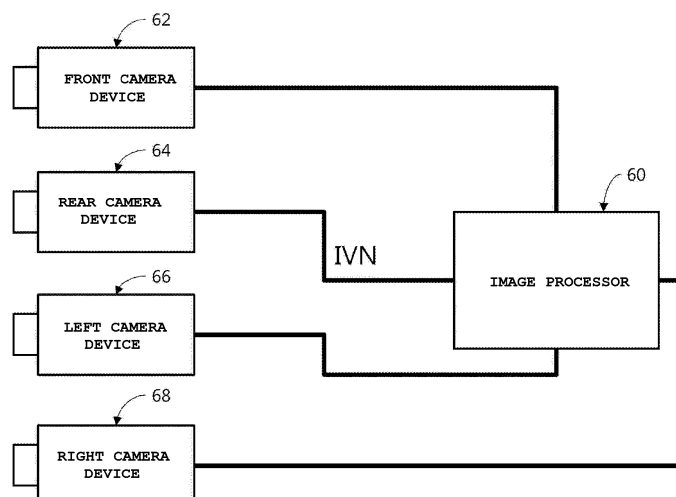 62
FRONT CAMERA
DEVICE
64
REAR CAMERA
DEVICE
60
IVN
IMAGE PROCESSOR
66
LEFT CAMERA
DEVICE
68
RIGHT CAMERA
DEVICE